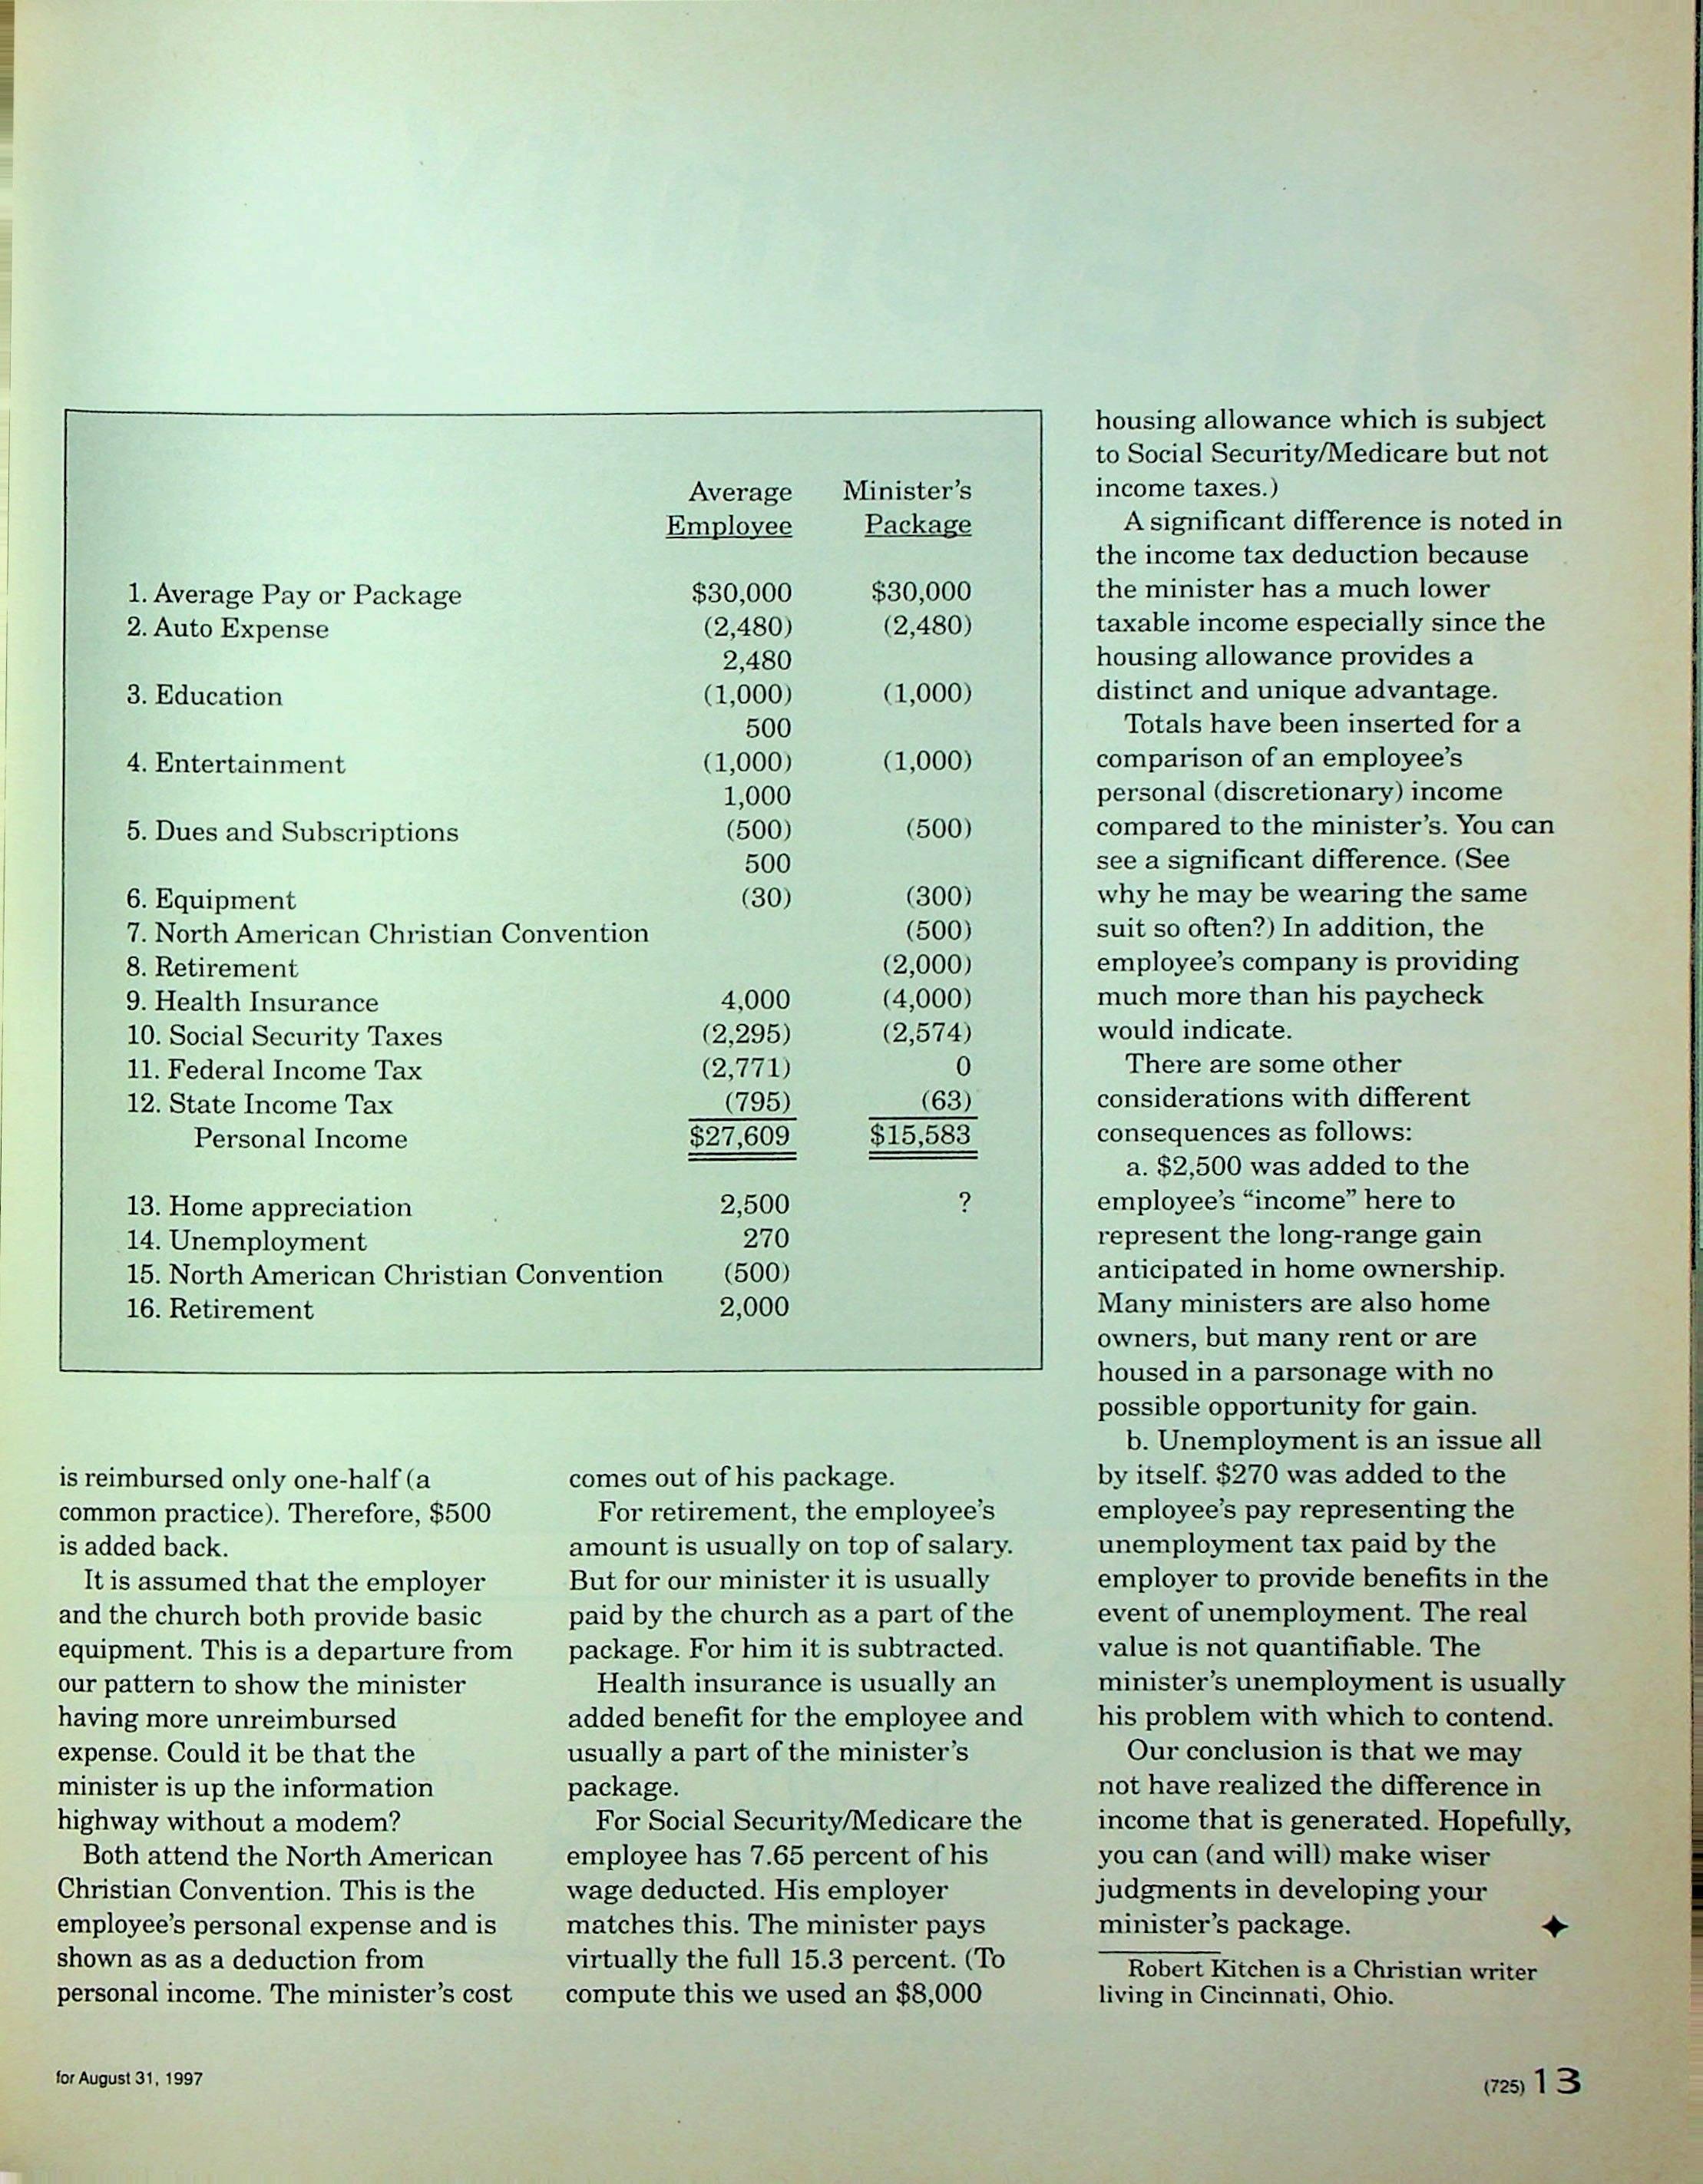 Average Minister's
Employee Package
1. Average Pay or Package $30,000 $30,000
2. Auto Expense (2,480) (2,480)
2,480
3. Education (1,000) (1,000)
500
4. Entertainment (1,000) (1,000)
1,000
5. Dues and Subscriptions (500) (500)
500
6. Equipment (30) (300)
7. North American Christian Convention (500)
8. Retirement (2,000)
9. Health Insurance 4,000 (4,000)
10. Social Security Taxes (2,295) (2,574)
11. Federal Income Tax (2,771) 0
12. State Income Tax (795) (63)
Personal Income $27,609 $15,583
13. Home appreciation 2,500 ?
14. Unemployment 270
15. North American Christian Convention (500)
16. Retirement 2,000
is reimbursed only one-half (a
common practice). Therefore, $500
is added back.
It is assumed that the employer
and the church both provide basic
equipment. This is a departure from
our pattern to show the minister
having more unreimbursed
expense. Could it be that the
minister is up the information
highway without a modem?
Both attend the North American
Christian Convention. This is the
employee's personal expense and is
shown as as a deduction from
personal income. The minister's cost
comes out of his package.
For retirement, the employee's
amount is usually on top of salary.
But for our minister it is usually
paid by the church as a part of the
package. For him it is subtracted.
Health insurance is usually an
added benefit for the employee and
usually a part of the minister's
package.
For Social Security/Medicare the
employee has 7.65 percent of his
wage deducted. His employer
matches this. The minister pays
virtually the full 15.3 percent. (To
compute this we used an $8,000
housing allowance which is subject
to Social Security/Medicare but not
income taxes.)
A significant difference is noted in
the income tax deduction because
the minister has a much lower
taxable income especially since the
housing allowance provides a
distinct and unique advantage.
Totals have been inserted for a
comparison of an employee's
personal (discretionary) income
compared to the minister's. You can
see a significant difference. (See
why he may be wearing the same
suit so often?) In addition, the
employee's company is providing
much more than his paycheck
would indicate.
There are some other
considerations with different
consequences as follows:
a. $2,500 was added to the
employee's "income" here to
represent the long-range gain
anticipated in home ownership.
Many ministers are also home
owners, but many rent or are
housed in a parsonage with no
possible opportunity for gain.
b. Unemployment is an issue all
by itself. $270 was added to the
employee's pay representing the
unemployment tax paid by the
employer to provide benefits in the
event of unemployment. The real
value is not quantifiable. The
minister's unemployment is usually
his problem with which to contend.
Our conclusion is that we may
not have realized the difference in
income that is generated. Hopefully,
you can (and will) make wiser
judgments in developing your
minister's package.
Robert Kitchen is a Christian writer
living in Cincinnati, Ohio.
for August 31, 1997
(725) 13